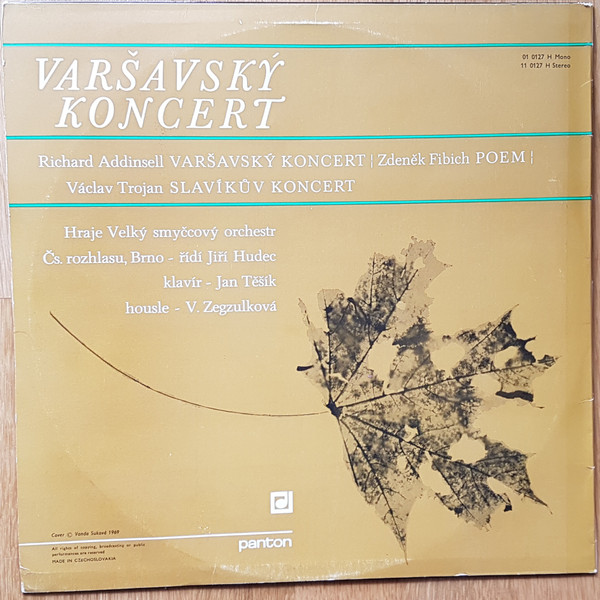 VARŠAVSKÝ
KONCERT
01 0127 H Mono
11 0127 H Stereo
Richard Addinsell VARŠAVSKÝ KONCERT | Zdeněk Fibich POEM |
Václav Trojan SLAVÍKŮV KONCERT
Hraje Velký smyčcový orchestr
Čs. rozhlasu, Brno - řídí Jiří Hudec
klavír - Jan Těšík
housle - V. Zegzulková
Cover © Vanda Suková 1969
panton
All rights of copying, broadcasting or public
performances are reserved
MADE IN CZECHOSLOVAKIA